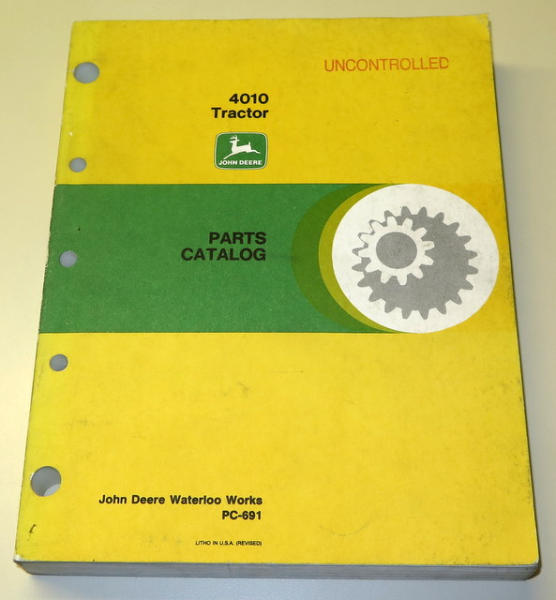 UNCONTROLLED
4010
Tractor
JOHN DEERE
PARTS
CATALOG
John Deere Waterloo Works
PC-691
LITHO IN U.S.A. (REVISED)